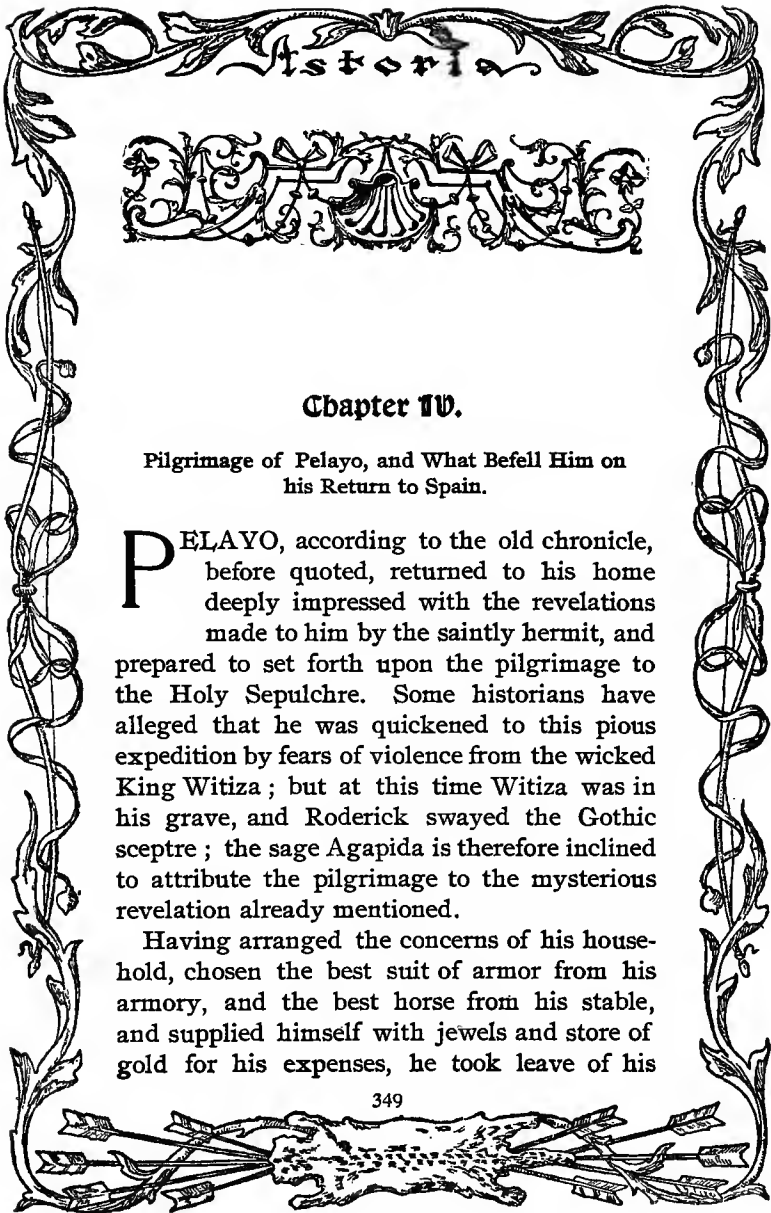 Astoria
Chapter IV.
Pilgrimage of Pelayo, and What Befell Him on
his Return to Spain.
PELAYO, according to the old chronicle,
before quoted, returned to his home
deeply impressed with the revelations
made to him by the saintly hermit, and
prepared to set forth upon the pilgrimage to
the Holy Sepulchre. Some historians have
alleged that he was quickened to this pious
expedition by fears of violence from the wicked
King Witiza ; but at this time Witiza was in
his grave, and Roderick swayed the Gothic
sceptre ; the sage Agapida is therefore inclined
to attribute the pilgrimage to the mysterious
revelation already mentioned.
Having arranged the concerns of his house-
hold, chosen the best suit of armor from his
armory, and the best horse from his stable,
and supplied himself with jewels and store of
gold for his expenses, he took leave of his
349